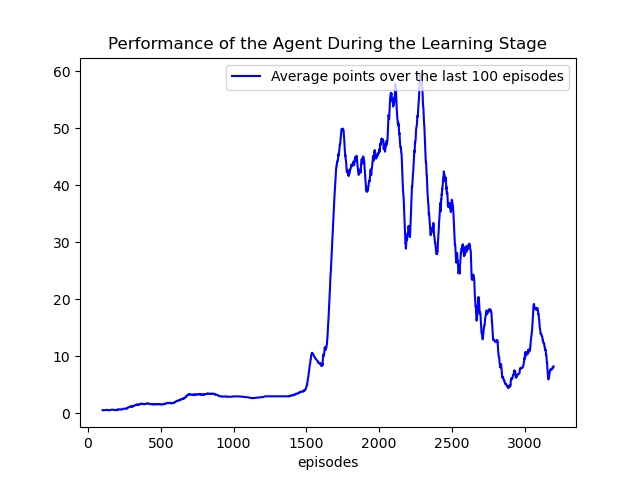 Performance of the Agent During the Learning Stage
Average points over the last 100 episodes
60
50
40
30
20
10
0
0 500 1000 1500 2000 2500 3000
episodes